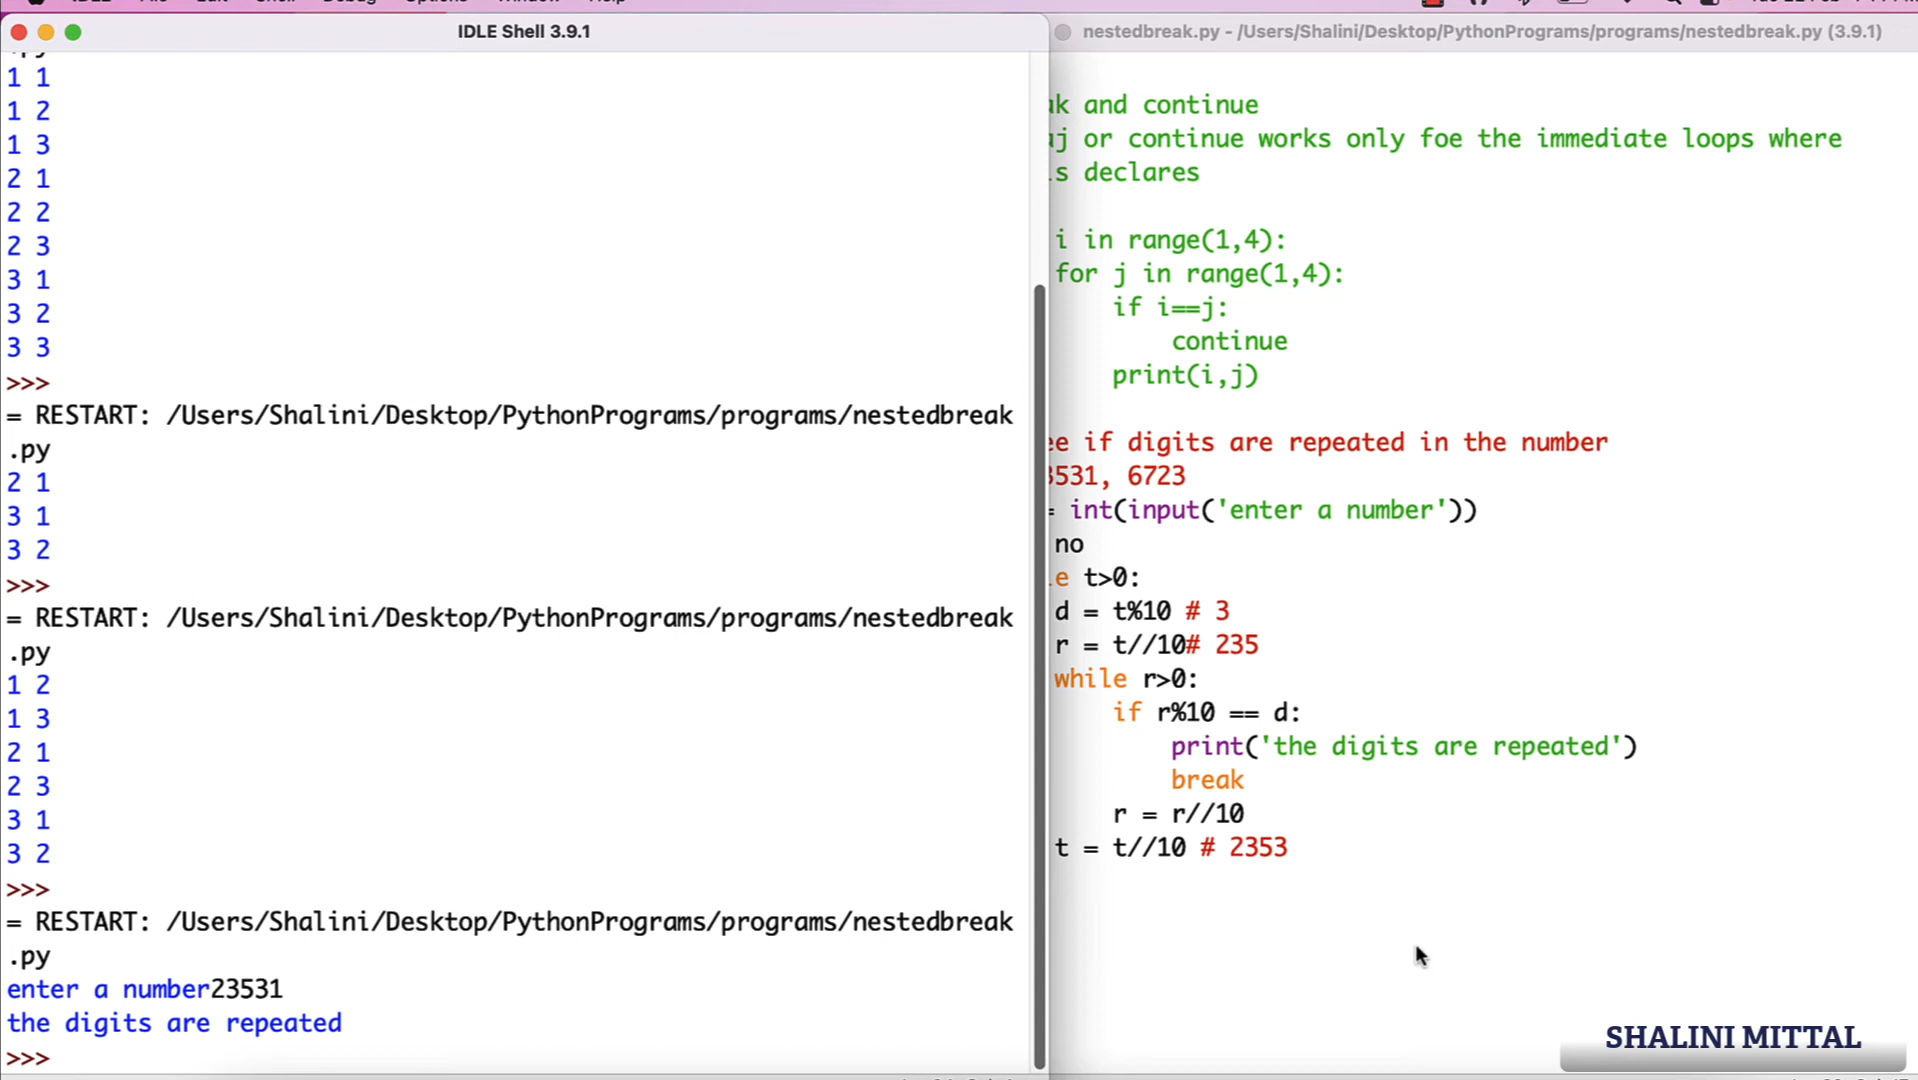 IDLE Shell 3.9.1
.py
1 1
1 2
1 3
2 1
2 2
2 3
3 1
3 2
3 3
>>>
= RESTART: /Users/Shalini/Desktop/PythonPrograms/programs/nestedbreak
.py
2 1
3 1
3 2
>>>
= RESTART: /Users/Shalini/Desktop/PythonPrograms/programs/nestedbreak
.py
1 2
1 3
2 1
2 3
3 1
3 2
>>>
= RESTART: /Users/Shalini/Desktop/PythonPrograms/programs/nestedbreak
.py
enter a number23531
the digits are repeated
>>>
nestedbreak.py - /Users/Shalini/Desktop/PythonPrograms/programs/nestedbreak.py (3.9.1)
k and continue
j or continue works only foe the immediate loops where
s declares
i in range(1,4):
for j in range(1,4):
if i==j:
continue
print(i,j)
e if digits are repeated in the number
3531, 6723
= int(input('enter a number'))
no
e t>0:
d = t%10 # 3
r = t//10# 235
while r>0:
if r%10 == d:
print('the digits are repeated')
break
r = r//10
t = t//10 # 2353
SHALINI MITTAL